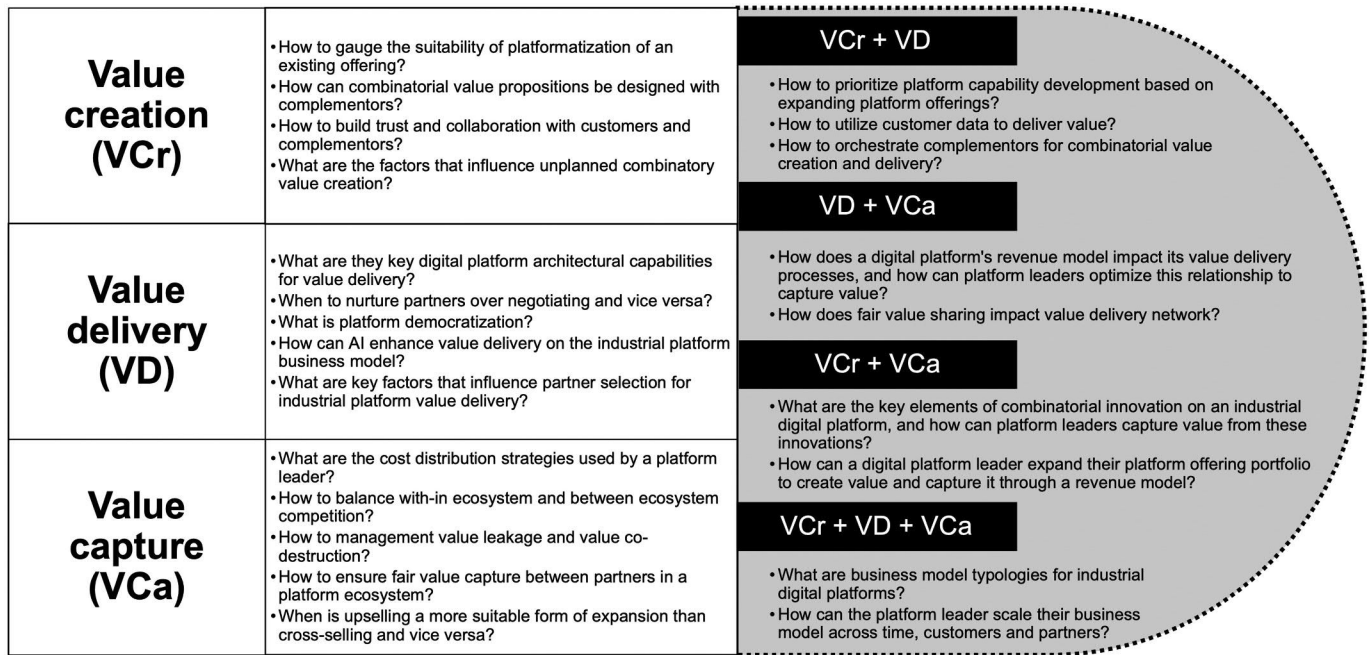 Value
creation
(VCr)
•How to gauge the suitability of platformatization of an
existing offering?
•How can combinatorial value propositions be designed with
complementors?
•How to build trust and collaboration with customers and
complementors?
•What are the factors that influence unplanned combinatory
value creation?
Value
delivery
(VD)
•What are they key digital platform architectural capabilities
for value delivery?
•When to nurture partners over negotiating and vice versa?
•What is platform democratization?
•How can AI enhance value delivery on the industrial platform
business model?
•What are key factors that influence partner selection for
industrial platform value delivery?
Value
capture
(VCa)
•What are the cost distribution strategies used by a platform
leader?
•How to balance with-in ecosystem and between ecosystem
competition?
•How to management value leakage and value co-
destruction?
•How to ensure fair value capture between partners in a
platform ecosystem?
•When is upselling a more suitable form of expansion than
cross-selling and vice versa?
VCr + VD
•How to prioritize platform capability development based on
expanding platform offerings?
•How to utilize customer data to deliver value?
•How to orchestrate complementors for combinatorial value
creation and delivery?
VD + VCa
•How does a digital platform's revenue model impact its value delivery
processes, and how can platform leaders optimize this relationship to
capture value?
•How does fair value sharing impact value delivery network?
VCr + VCa
•What are the key elements of combinatorial innovation on an industrial
digital platform, and how can platform leaders capture value from these
innovations?
•How can a digital platform leader expand their platform offering portfolio
to create value and capture it through a revenue model?
VCr + VD + VCa
•What are business model typologies for industrial
digital platforms?
•How can the platform leader scale their business
model across time, customers and partners?